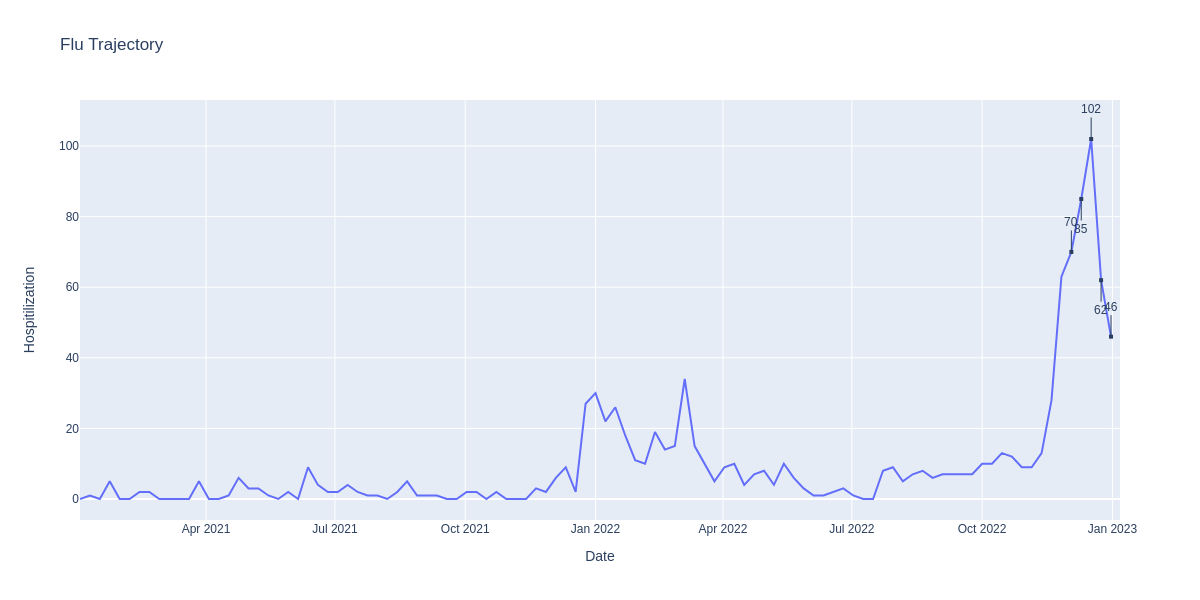 Flu Trajectory
102
100
80
70
85
60
62
46
40
20
0
Hospitilization
Apr 2021
Jul 2021
Oct 2021
Jan 2022
Apr 2022
Jul 2022
Oct 2022
Jan 2023
Date